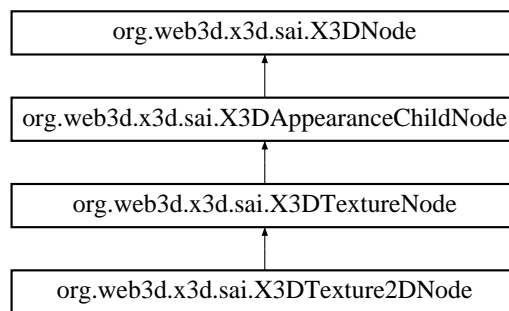 org.web3d.x3d.sai.X3DNode
org.web3d.x3d.sai.X3DAppearanceChildNode
org.web3d.x3d.sai.X3DTextureNode
org.web3d.x3d.sai.X3DTexture2DNode